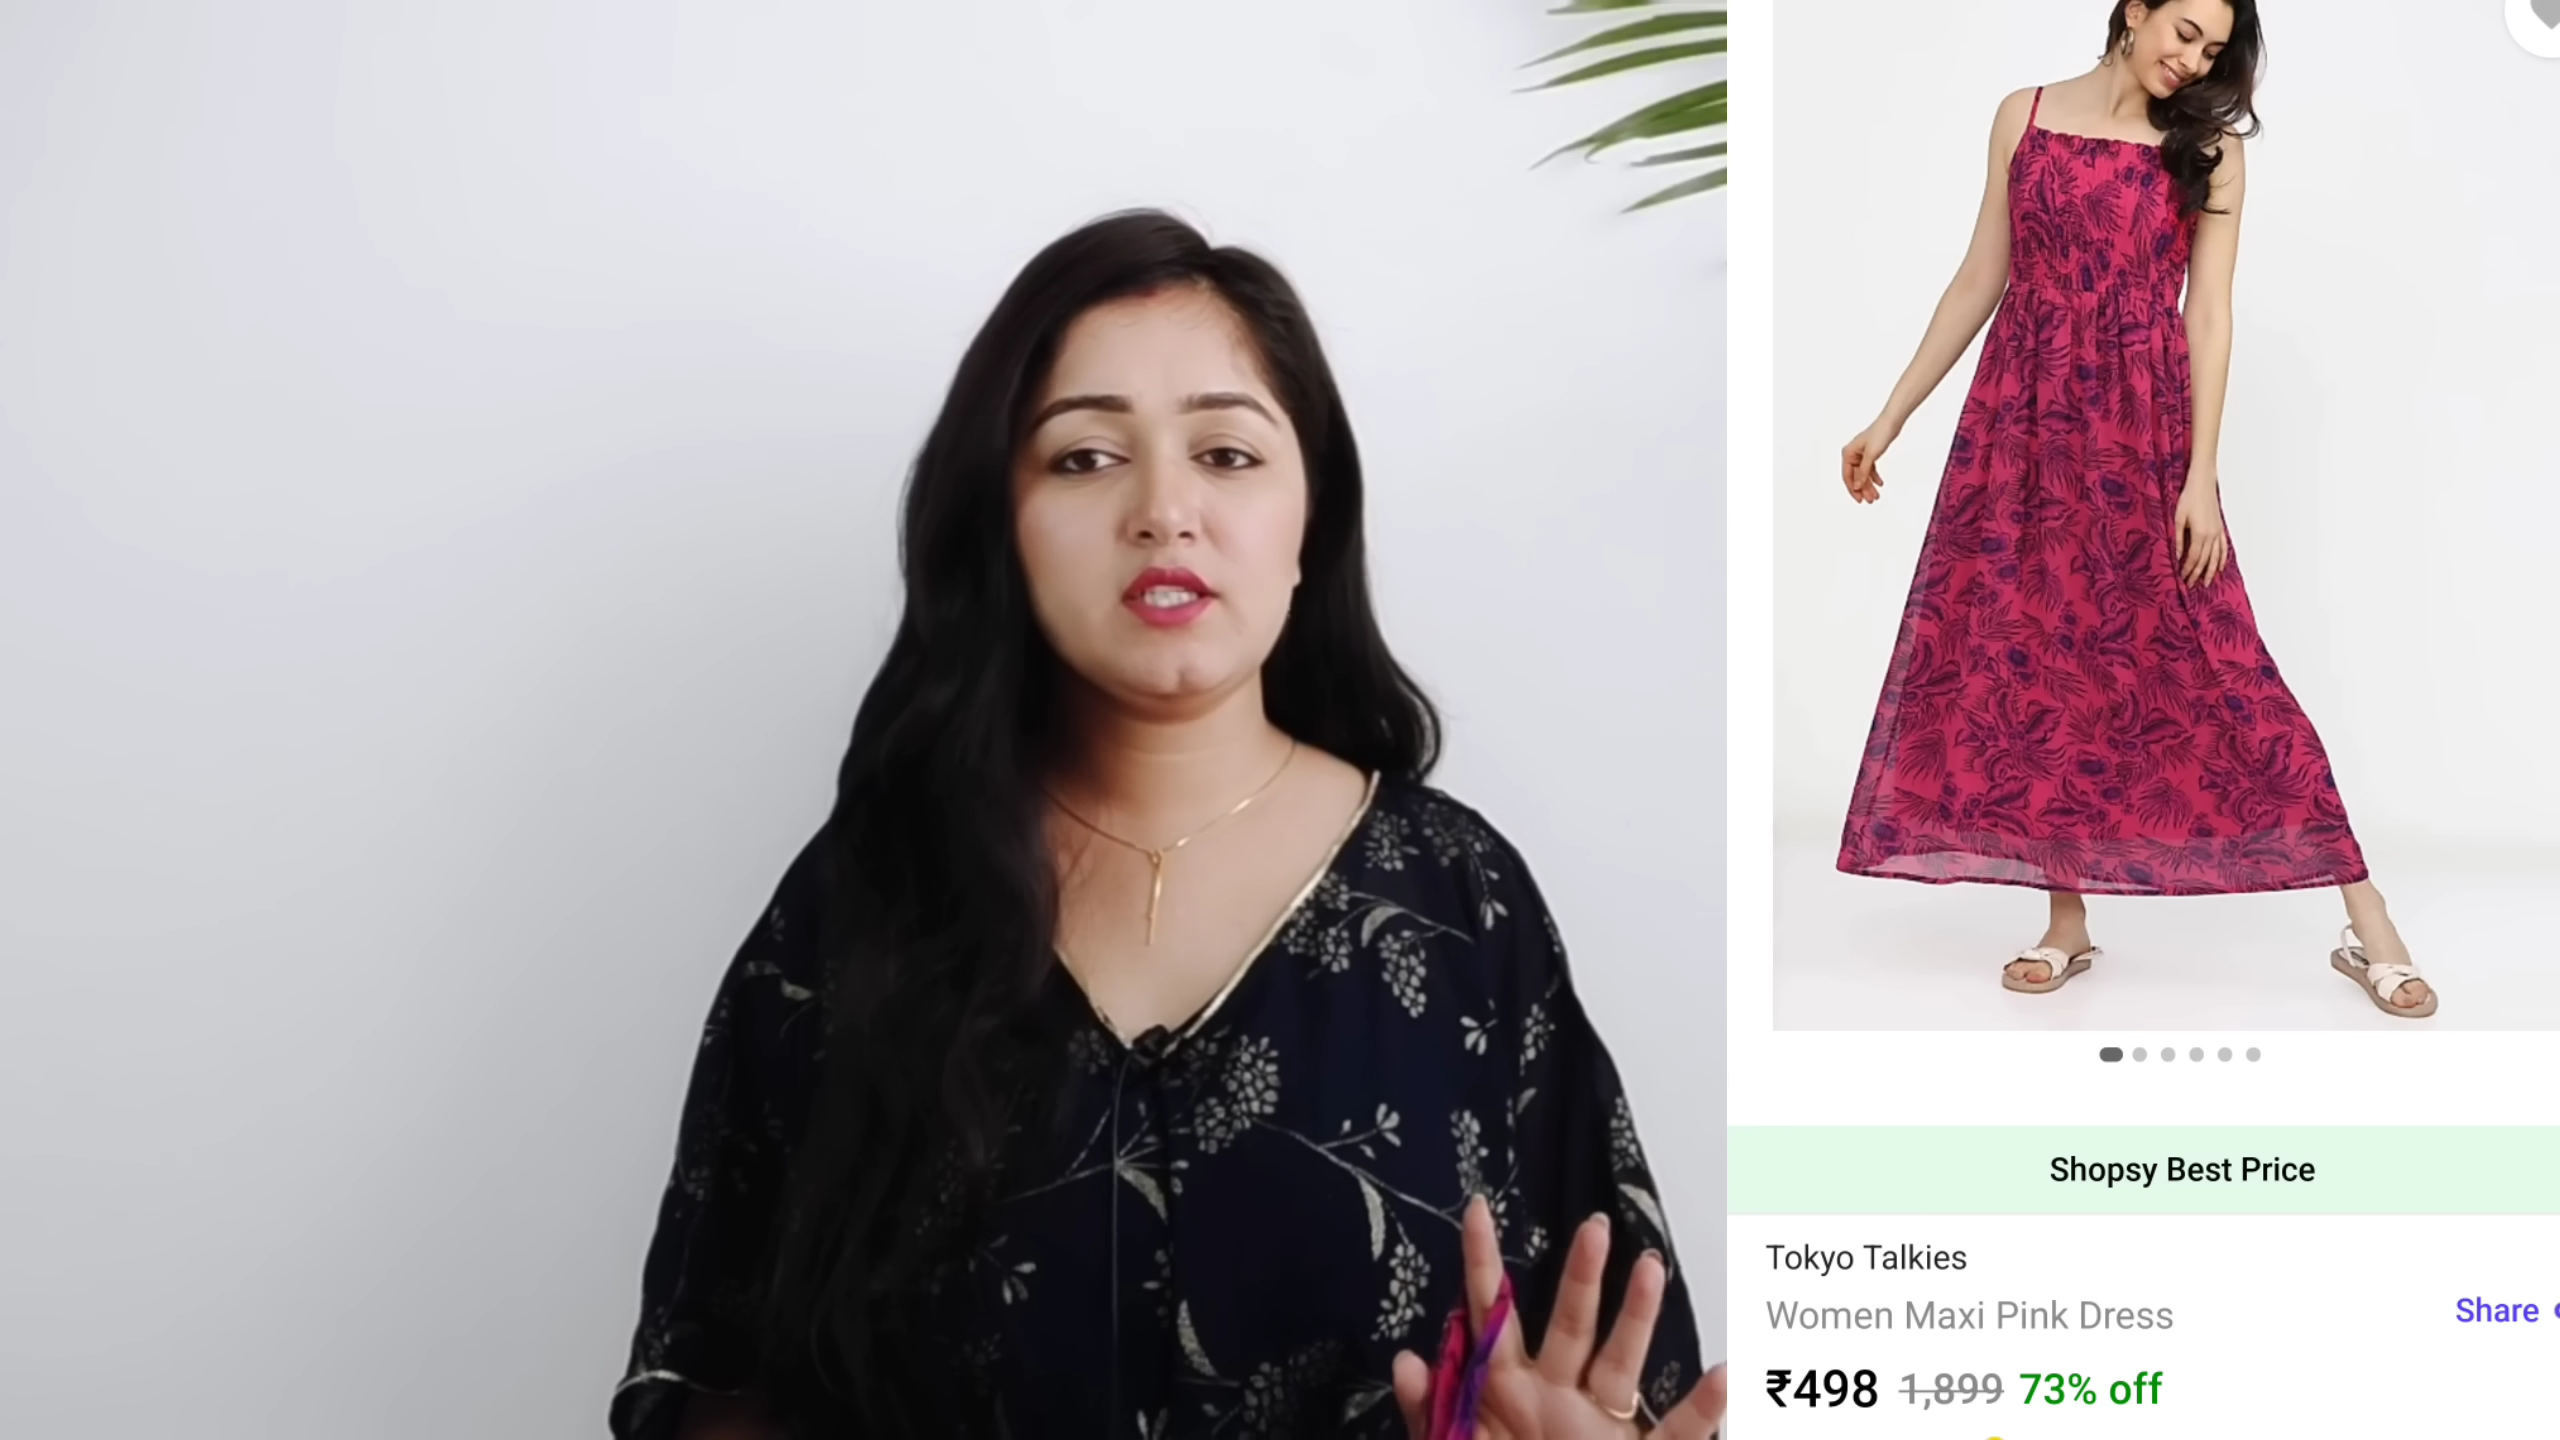 Shopsy Best Price
Tokyo Talkies
Women Maxi Pink Dress
Share
₹498 1,899 73% off